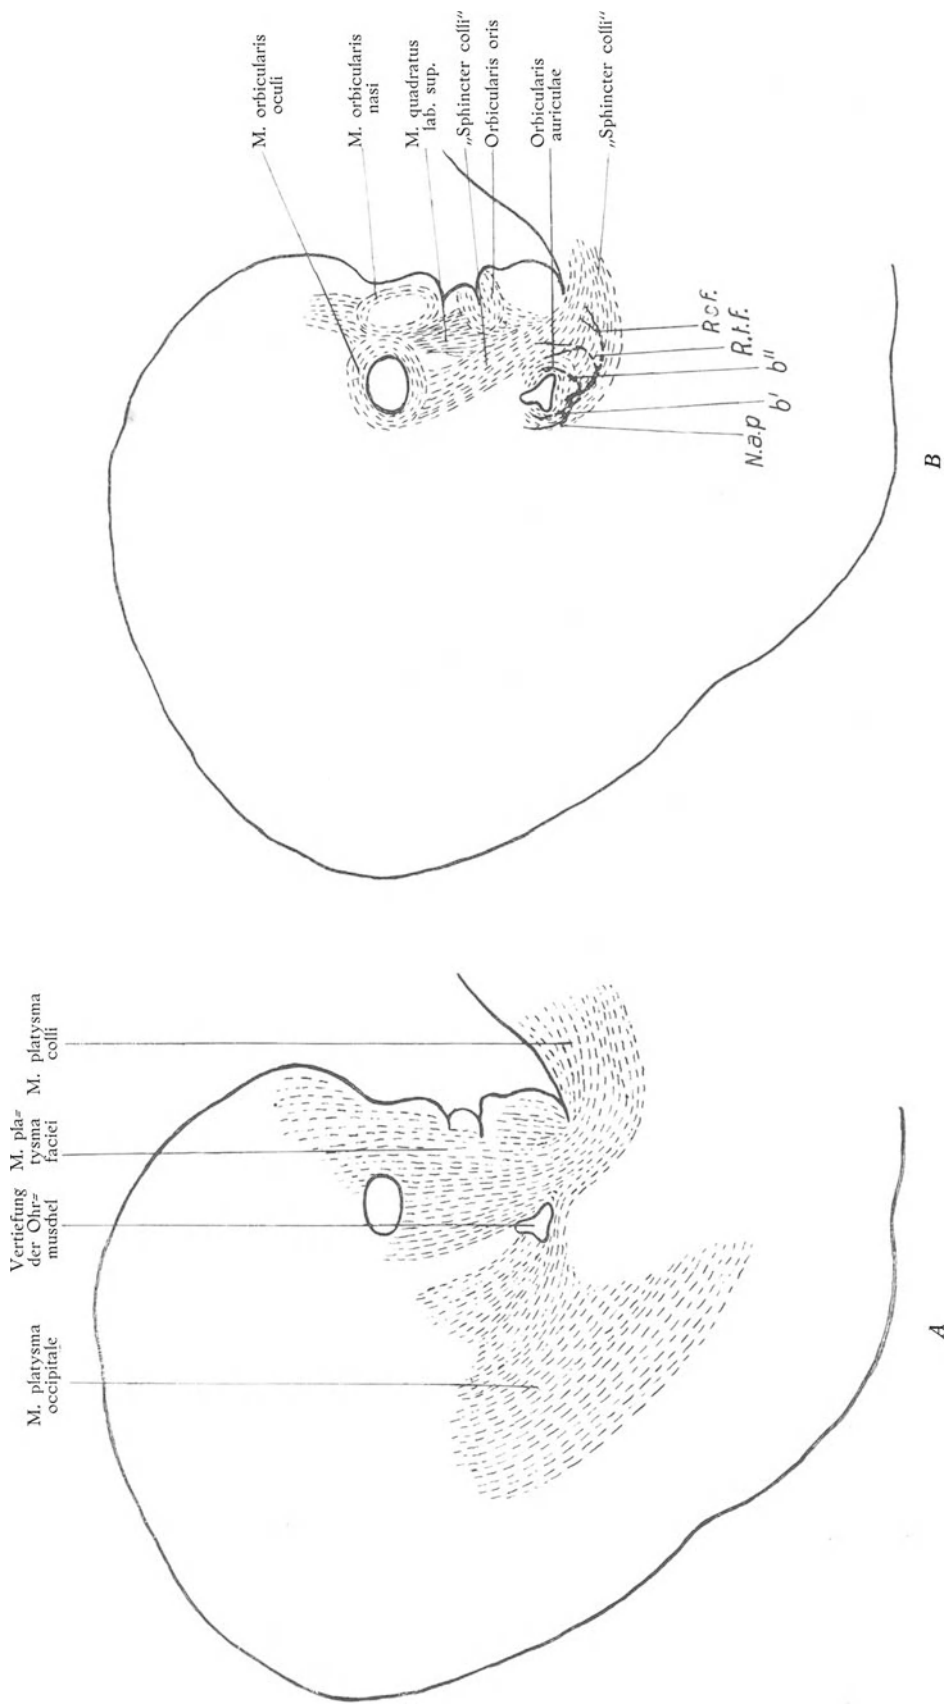 M. platysma
occipitale
Vertiefung
der Ohr=
muschel
M. pla=
tysma
faciei
M. platysma
colli
A
M. orbicularis
oculi
M. orbicularis
nasi
M. quadratus
lab. sup.
„Sphincter colli“
Orbicularis oris
Orbicularis
auriculae
„Sphincter colli“
N.a.p
b'
b"
R.t.f.
R c f.
B